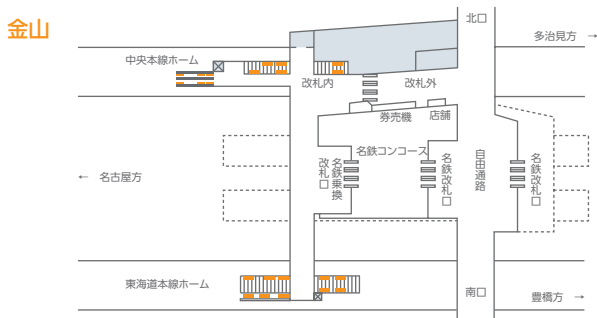 金山
北口
多治見方 →
中央本線ホーム
改札内
改札外
券売機
店舗
名鉄コンコース
改札口
名鉄乗換
名鉄改札口
自由通路
名鉄改札口
← 名古屋方
東海道本線ホーム
南口
豊橋方 →